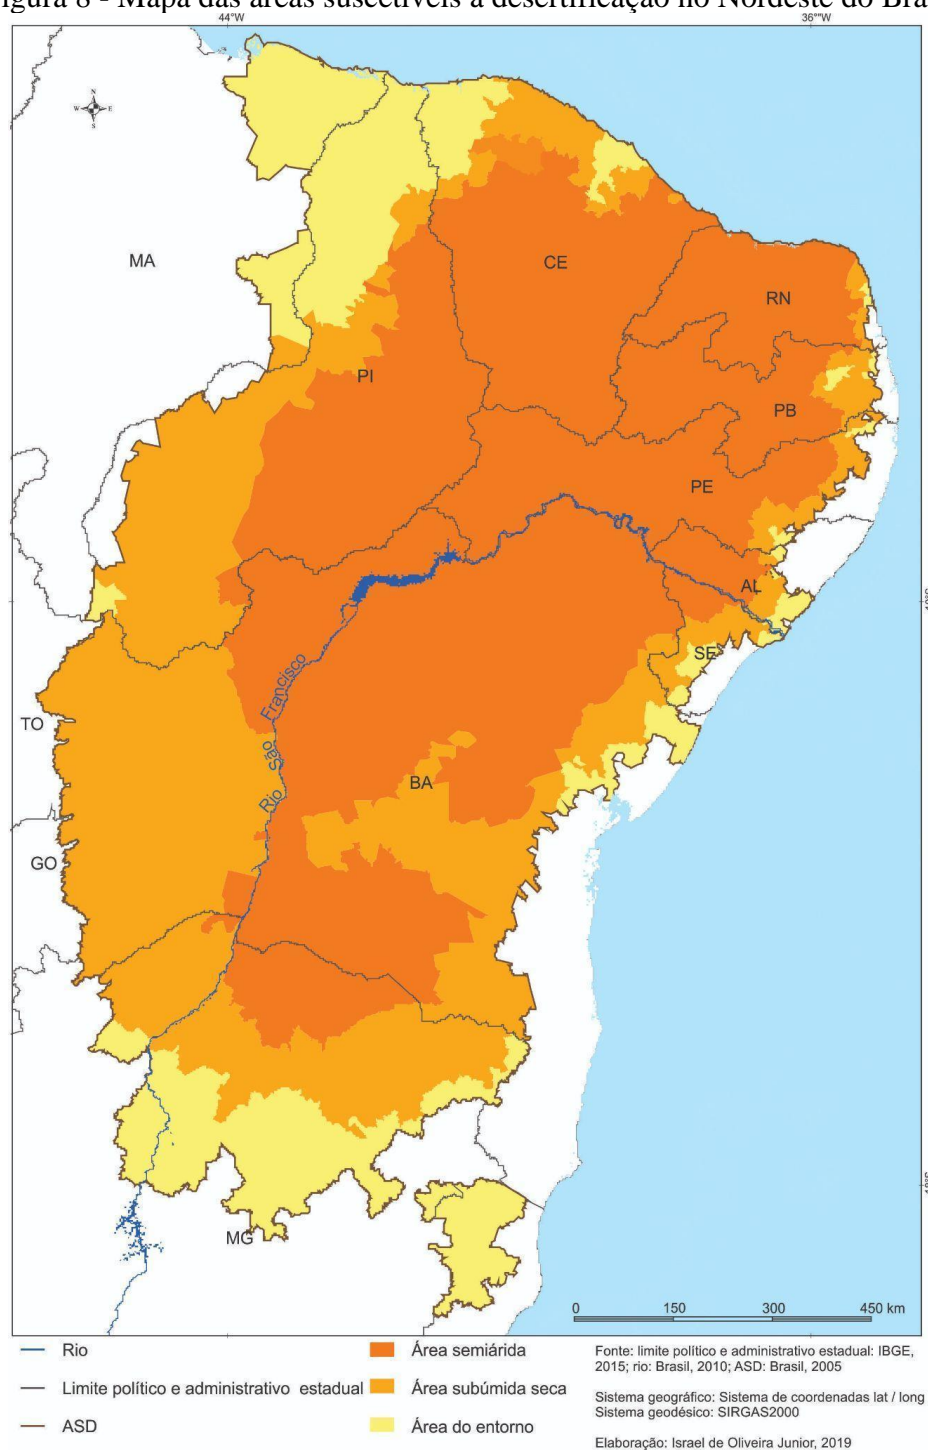 igura 8 - Mapa das áreas suscetíveis à desertificação no Nordeste do Bra
44°W
36°W
N
W E
S
MA
CE
RN
PI
PB
PE
AL
SE
Rio São Francisco
TO
BA
GO
MG
0 150 300 450 km
Rio
Limite político e administrativo estadual
ASD
Área semiárida
Área subúmida seca
Área do entorno
Fonte: limite político e administrativo estadual: IBGE,
2015; rio: Brasil, 2010; ASD: Brasil, 2005
Sistema geográfico: Sistema de coordenadas lat / long
Sistema geodésico: SIRGAS2000
Elaboração: Israel de Oliveira Junior, 2019